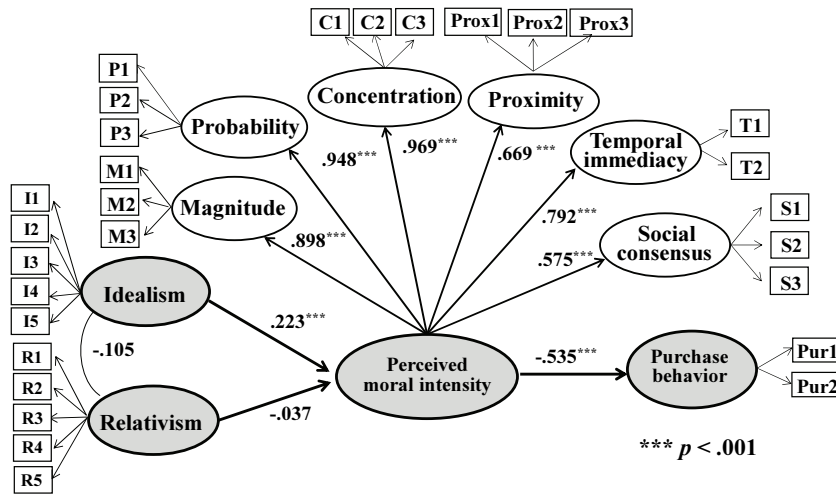 C1
C2
C3
Prox1
Prox2
Prox3
P1
P2
P3
Probability
Concentration
Proximity
Temporal
immediacy
T1
T2
M1
M2
M3
Magnitude
.948***
.969***
.669 ***
.792***
.898***
.575***
Social
consensus
S1
S2
S3
I1
I2
I3
I4
I5
Idealism
.223***
-.105
R1
R2
R3
R4
R5
Relativism
-.037
Perceived
moral intensity
-.535***
Purchase
behavior
Pur1
Pur2
*** p < .001